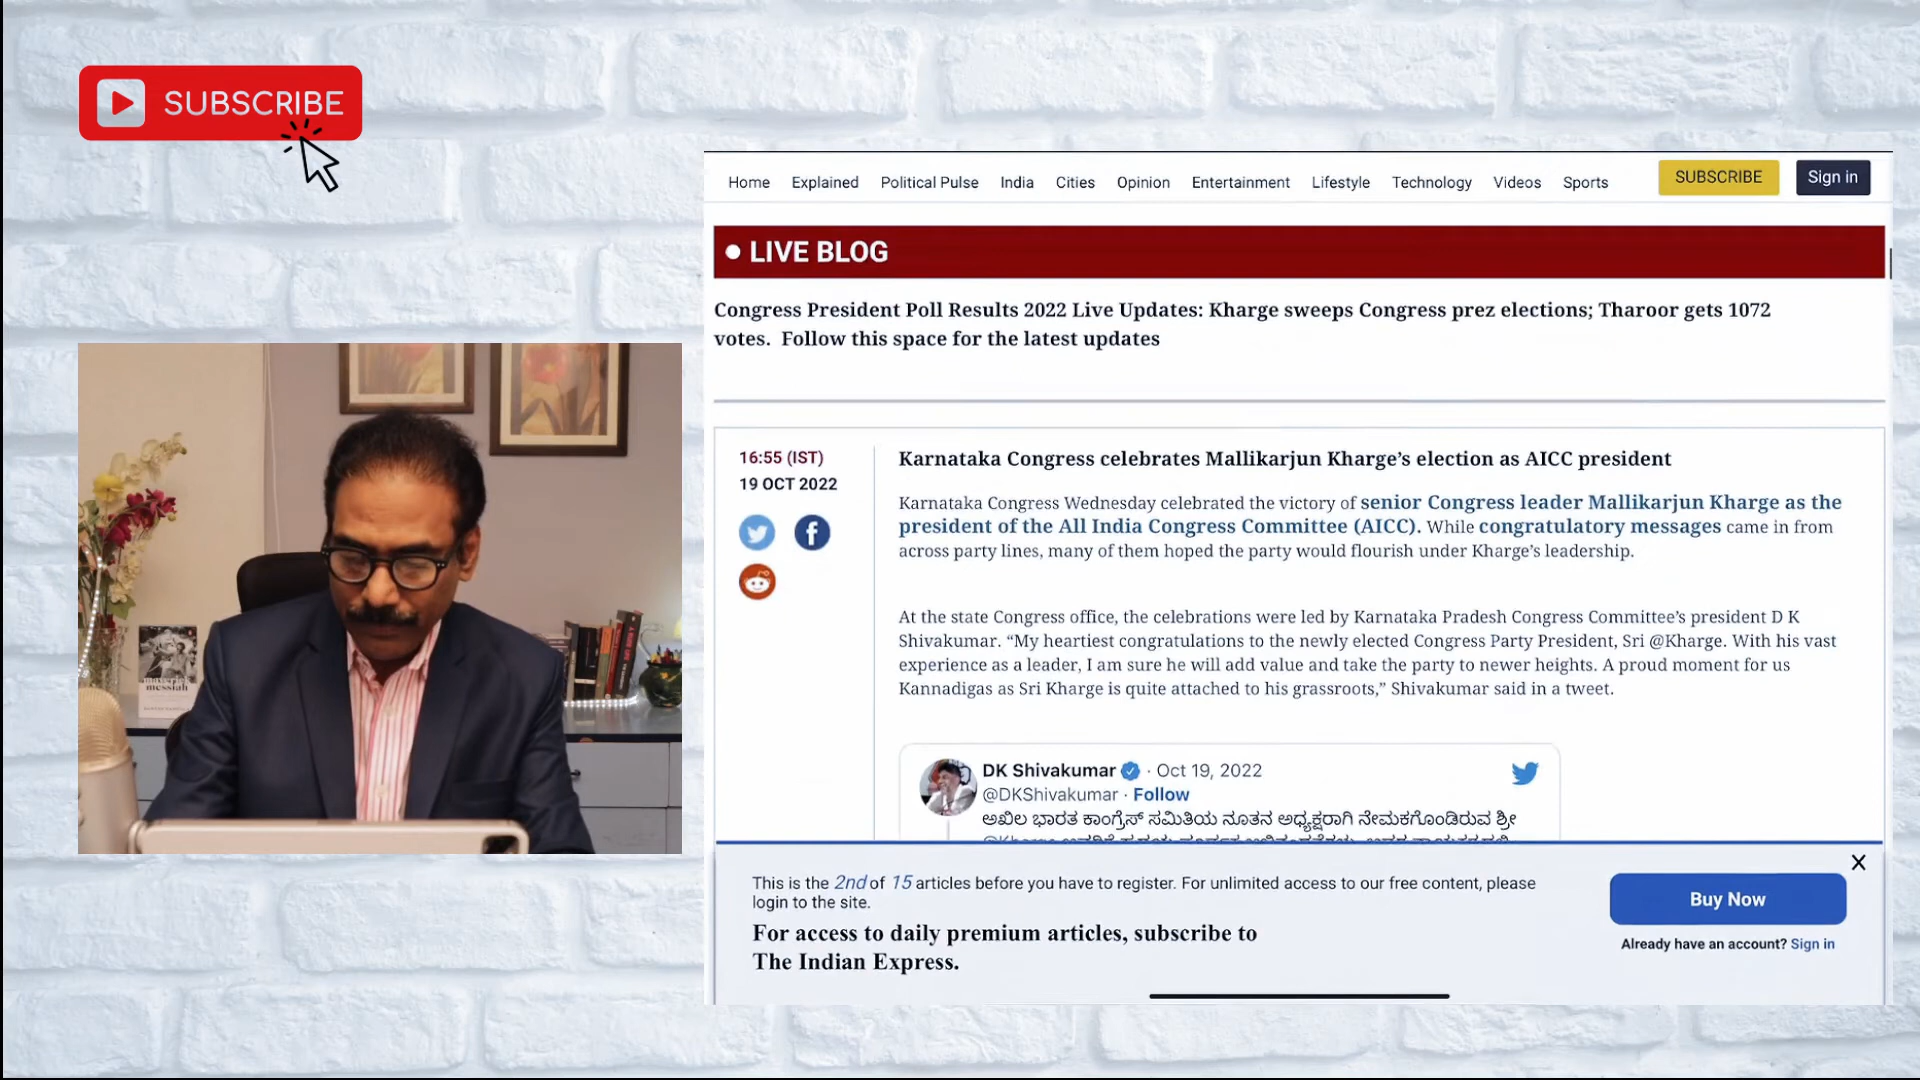 SUBSCRIBE
Home Explained Political Pulse India Cities Opinion Entertainment Lifestyle Technology Videos Sports SUBSCRIBE Sign in
LIVE BLOG
Congress President Poll Results 2022 Live Updates: Kharge sweeps Congress prez elections; Tharoor gets 1072
votes. Follow this space for the latest updates
16:55 (IST)
19 OCT 2022
Karnataka Congress celebrates Mallikarjun Kharge’s election as AICC president
Karnataka Congress Wednesday celebrated the victory of senior Congress leader Mallikarjun Kharge as the
president of the All India Congress Committee (AICC). While congratulatory messages came in from
across party lines, many of them hoped the party would flourish under Kharge’s leadership.
At the state Congress office, the celebrations were led by Karnataka Pradesh Congress Committee’s president D K
Shivakumar. “My heartiest congratulations to the newly elected Congress Party President, Sri @Kharge. With his vast
experience as a leader, I am sure he will add value and take the party to newer heights. A proud moment for us
Kannadigas as Sri Kharge is quite attached to his grassroots,” Shivakumar said in a tweet.
DK Shivakumar · Oct 19, 2022
@DKShivakumar · Follow
ಅಖಿಲ ಭಾರತ ಕಾಂಗ್ರೆಸ್ ಸಮಿತಿಯ ನೂತನ ಅಧ್ಯಕ್ಷರಾಗಿ ನೇಮಕಗೊಂಡಿರುವ ಶ್ರೀ
This is the 2nd of 15 articles before you have to register. For unlimited access to our free content, please
login to the site.
For access to daily premium articles, subscribe to
The Indian Express.
Buy Now
Already have an account? Sign in
messiah